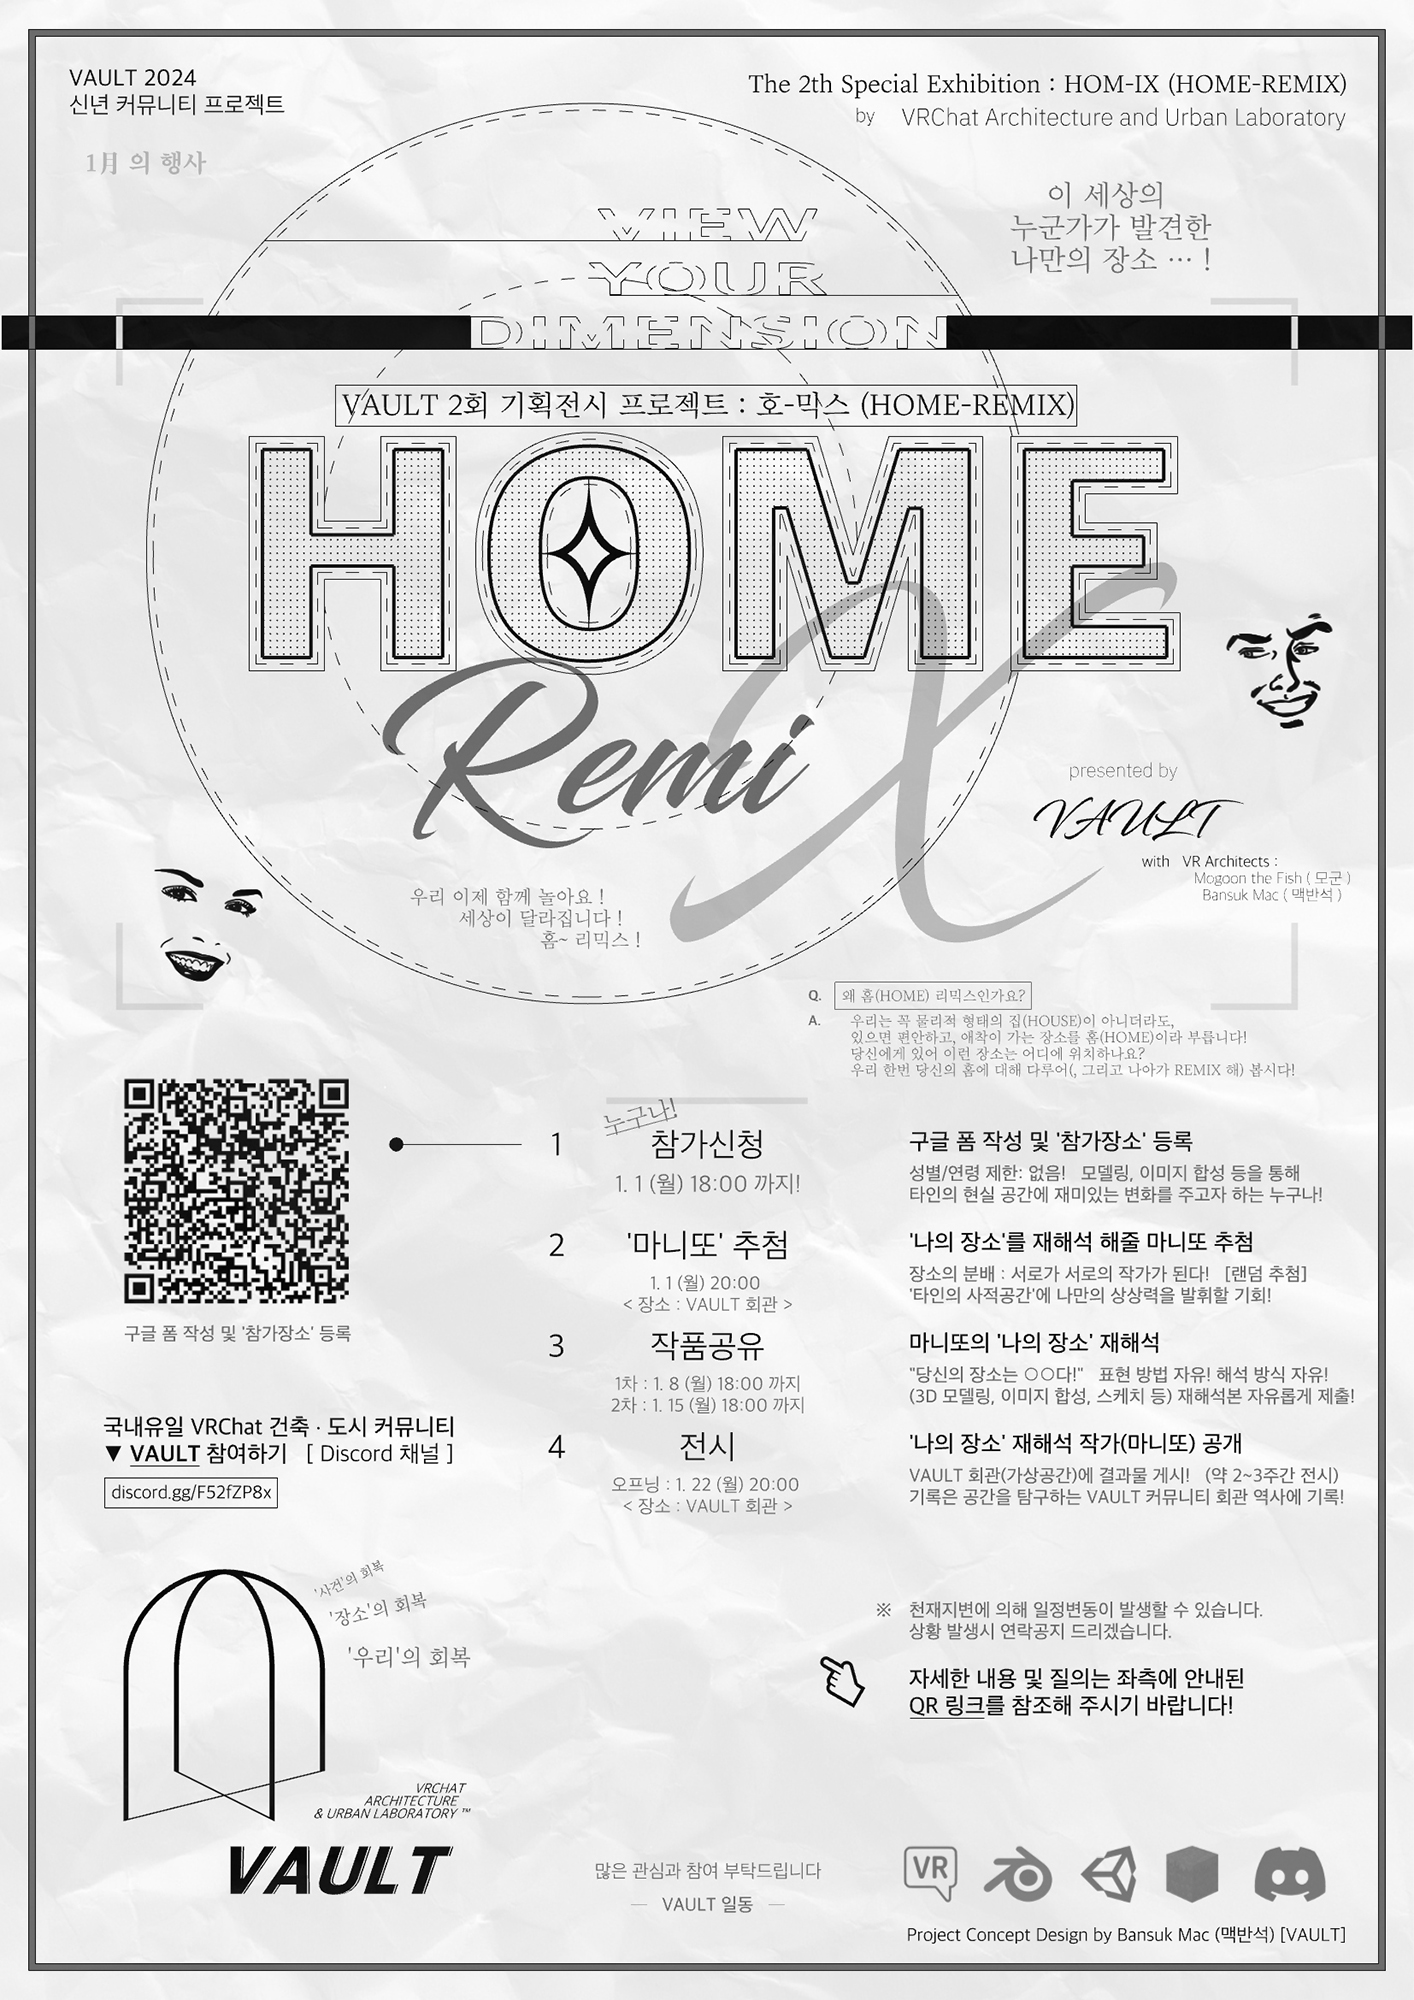 VAULT 2024
신년 커뮤니티 프로젝트
1月 의 행사
The 2th Special Exhibition : HOM-IX (HOME-REMIX)
by VRChat Architecture and Urban Laboratory
이 세상의
누군가가 발견한
나만의 장소 ··· !
VIEW
YOUR
DIMENSION
VAULT 2회 기획전시 프로젝트 : 호-막스 (HOME-REMIX)
HOME
RemiX
presented by
VAULT
with VR Architects :
Mogoon the Fish ( 모군 )
Bansuk Mac ( 맥반석 )
우리 이제 함께 놀아요 !
세상이 달라집니다 !
홈~ 리믹스 !
Q. 왜 홈(HOME) 리믹스인가요?
A. 우리는 꼭 물리적 형태의 집(HOUSE)이 아니더라도,
있으면 편안하고, 애착이 가는 장소를 홈(HOME)이라 부릅니다!
당신에게 있어 이런 장소는 어디에 위치하나요?
우리 한번 당신의 홈에 대해 다루어(, 그리고 나아가 REMIX 해) 봅시다!
구글 폼 작성 및 '참가장소' 등록
누구나!
1 참가신청
1. 1 (월) 18:00 까지!
구글 폼 작성 및 '참가장소' 등록
성별/연령 제한: 없음! 모델링, 이미지 합성 등을 통해
타인의 현실 공간에 재미있는 변화를 주고자 하는 누구나!
2 '마니또' 추첨
1. 1 (월) 20:00
< 장소 : VAULT 회관 >
'나의 장소'를 재해석 해줄 마니또 추첨
장소의 분배 : 서로가 서로의 작가가 된다! [랜덤 추첨]
'타인의 사적공간'에 나만의 상상력을 발휘할 기회!
3 작품공유
1차 : 1. 8 (월) 18:00 까지
2차 : 1. 15 (월) 18:00 까지
마니또의 '나의 장소' 재해석
"당신의 장소는 ○○다!" 표현 방법 자유! 해석 방식 자유!
(3D 모델링, 이미지 합성, 스케치 등) 재해석본 자유롭게 제출!
4 전시
오프닝 : 1. 22 (월) 20:00
< 장소 : VAULT 회관 >
'나의 장소' 재해석 작가(마니또) 공개
VAULT 회관(가상공간)에 결과물 게시! (약 2~3주간 전시)
기록은 공간을 탐구하는 VAULT 커뮤니티 회관 역사에 기록!
국내유일 VRChat 건축 · 도시 커뮤니티
▼ VAULT 참여하기 [ Discord 채널 ]
discord.gg/F52fZP8x
'사건'의 회복
'장소'의 회복
'우리'의 회복
VRCHAT
ARCHITECTURE
& URBAN LABORATORY ™
VAULT
※ 천재지변에 의해 일정변동이 발생할 수 있습니다.
상황 발생시 연락공지 드리겠습니다.
자세한 내용 및 질의는 좌측에 안내된
QR 링크를 참조해 주시기 바랍니다!
많은 관심과 참여 부탁드립니다
— VAULT 일동 —
VR
Project Concept Design by Bansuk Mac (맥반석) [VAULT]